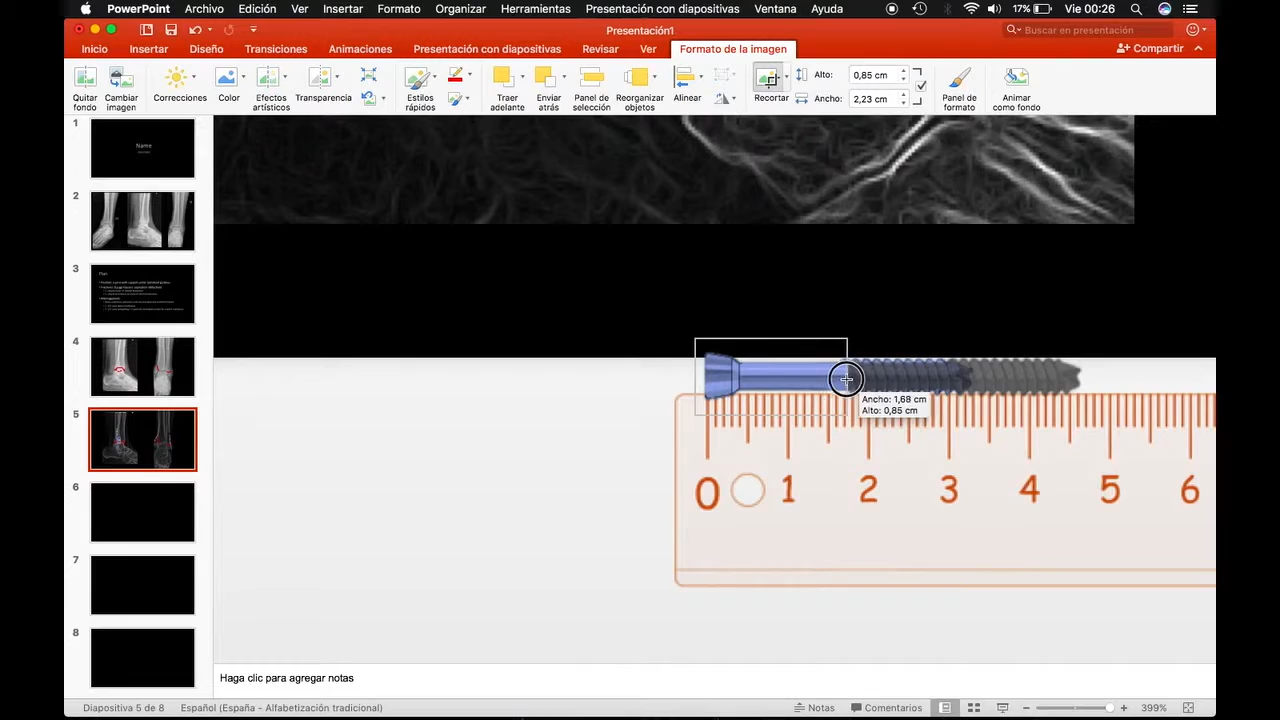 PowerPoint Archivo Edición Ver Insertar Formato Organizar Herramientas Presentación con diapositivas Ventana Ayuda 17% Vie 00:26
Presentación1
Buscar en presentación
Inicio Insertar Diseño Transiciones Animaciones Presentación con diapositivas Revisar Ver Formato de la imagen Compartir
Quitar fondo
Cambiar imagen
Correcciones
Color
Efectos artísticos
Transparencia
Estilos rápidos
Traer adelante
Enviar atrás
Panel de selección
Reorganizar objetos
Alinear
Recortar
Alto: 0,85 cm
Ancho: 2,23 cm
Panel de formato
Animar como fondo
1
Name
2
3
Plan
4
5
6
7
8
Ancho: 1,68 cm
Alto: 0,85 cm
0 1 2 3 4 5 6
Haga clic para agregar notas
Diapositiva 5 de 8 Español (España - Alfabetización tradicional) Notas Comentarios 399%